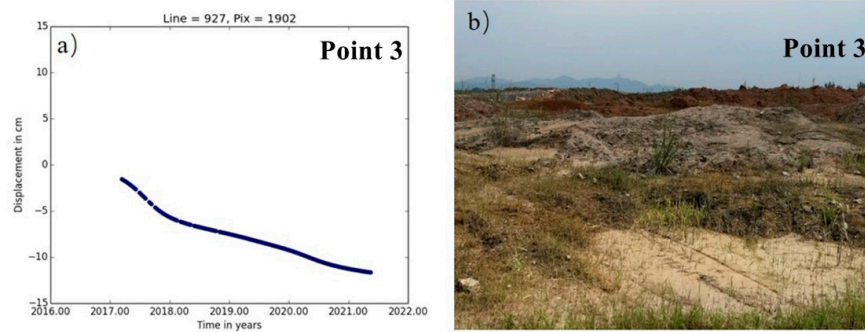 a)
Line = 927, Pix = 1902
Point 3
Displacement in cm
15
10
5
0
−5
−10
−15
2016.00 2017.00 2018.00 2019.00 2020.00 2021.00 2022.00
Time in years
b)
Point 3